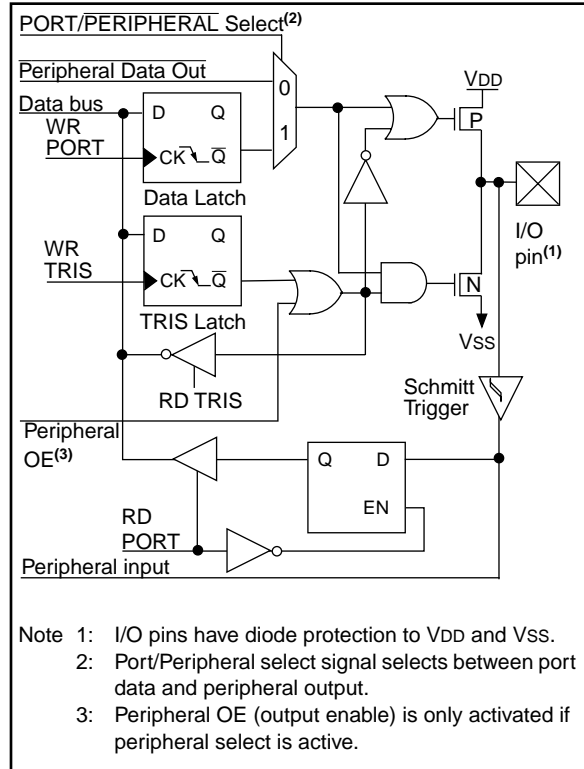 PORT/PERIPHERAL Select(2)
Peripheral Data Out
Data bus
WR
PORT
D
Q
CK
Q
Data Latch
0
1
VDD
P
I/O
pin(1)
WR
TRIS
D
Q
CK
Q
TRIS Latch
N
VSS
RD TRIS
Schmitt
Trigger
Peripheral
OE(3)
Q
D
EN
RD
PORT
Peripheral input
Note 1: I/O pins have diode protection to VDD and VSS.
2: Port/Peripheral select signal selects between port
data and peripheral output.
3: Peripheral OE (output enable) is only activated if
peripheral select is active.